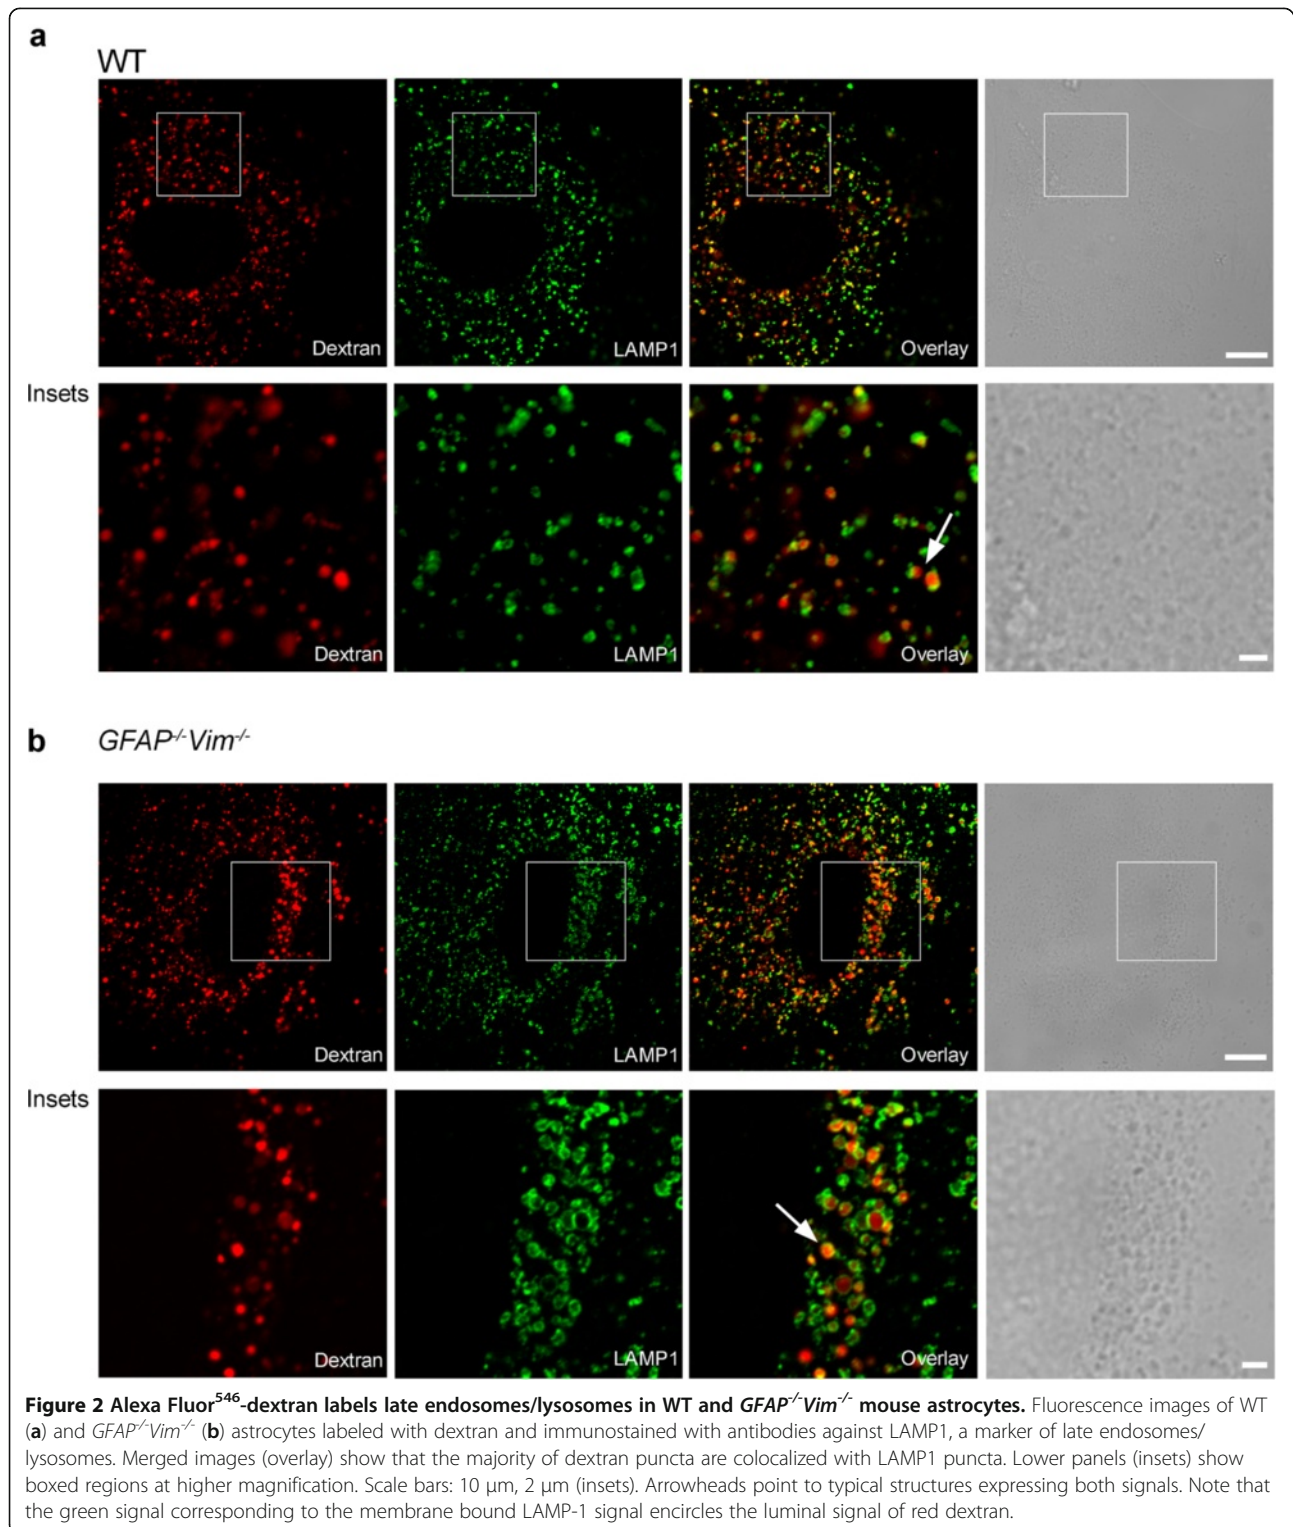 a
WT
Dextran
LAMP1
Overlay
Insets
Dextran
LAMP1
Overlay
b
GFAP-/-Vim-/-
Dextran
LAMP1
Overlay
Insets
Dextran
LAMP1
Overlay
Figure 2 Alexa Fluor546-dextran labels late endosomes/lysosomes in WT and GFAP-/-Vim-/- mouse astrocytes. Fluorescence images of WT
(a) and GFAP-/-Vim-/- (b) astrocytes labeled with dextran and immunostained with antibodies against LAMP1, a marker of late endosomes/
lysosomes. Merged images (overlay) show that the majority of dextran puncta are colocalized with LAMP1 puncta. Lower panels (insets) show
boxed regions at higher magnification. Scale bars: 10 μm, 2 μm (insets). Arrowheads point to typical structures expressing both signals. Note that
the green signal corresponding to the membrane bound LAMP-1 signal encircles the luminal signal of red dextran.